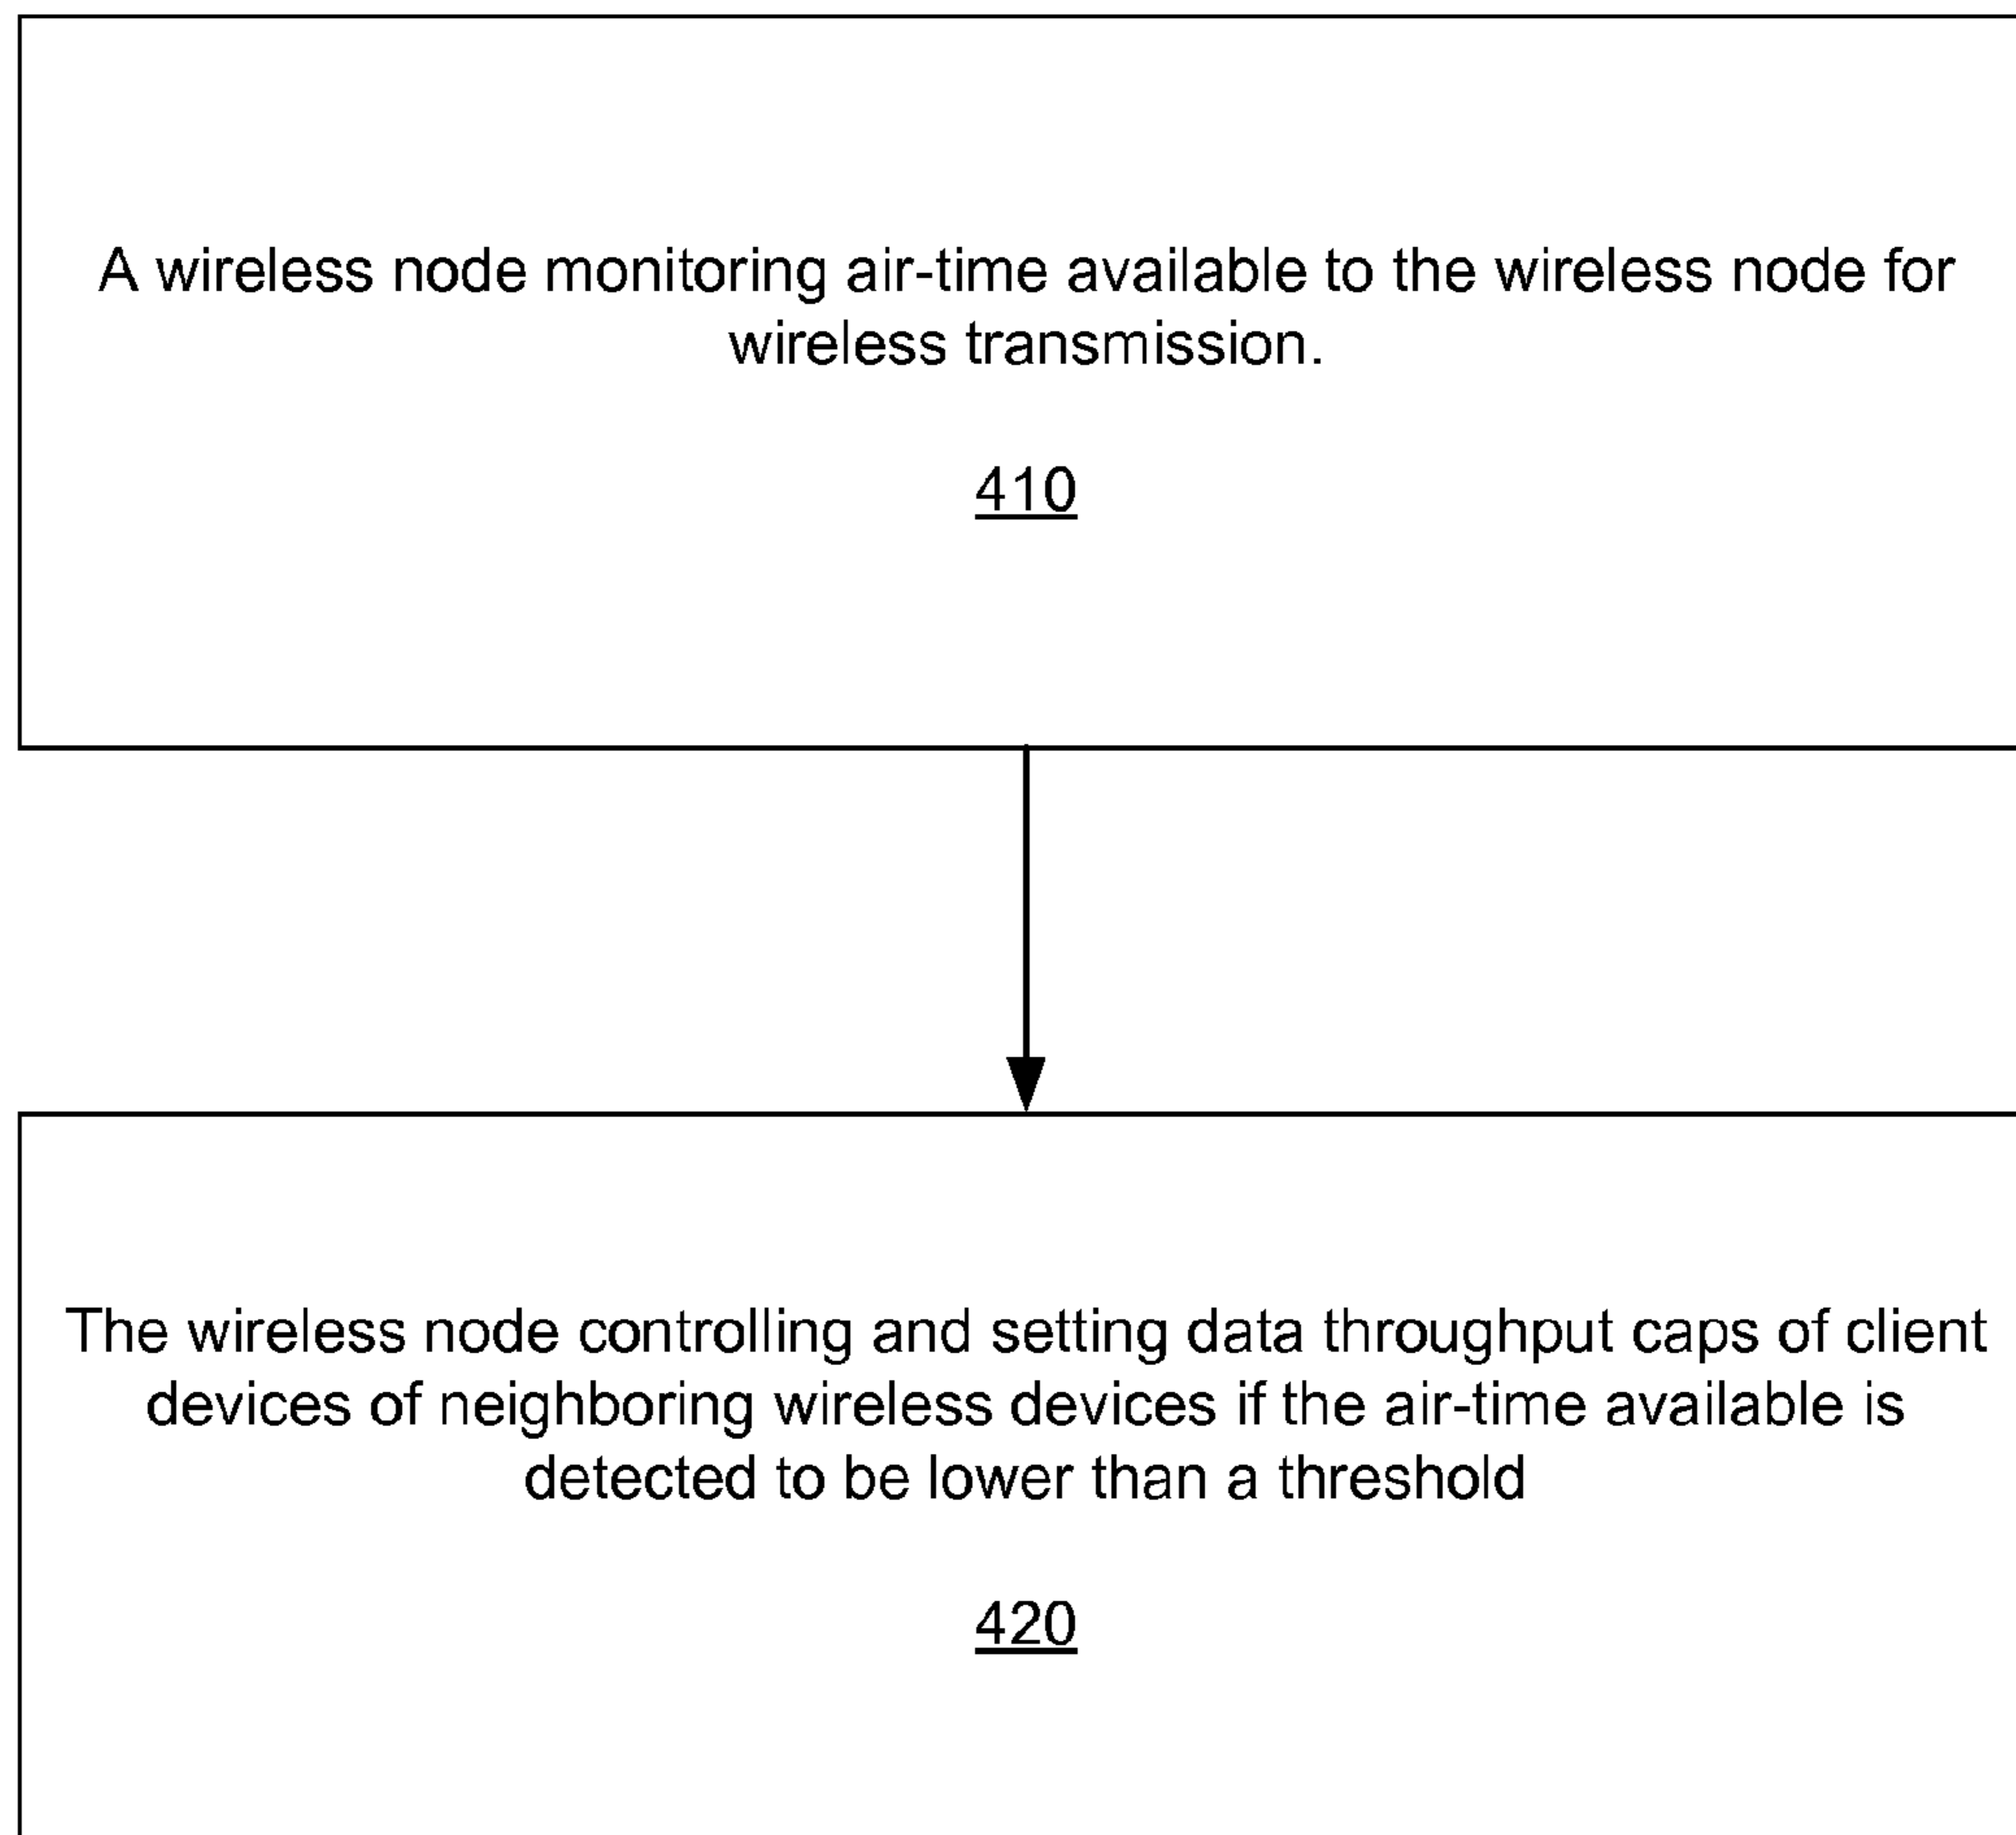 A wireless node monitoring air-time available to the wireless node for
wireless transmission.
410
The wireless node controlling and setting data throughput caps of client
devices of neighboring wireless devices if the air-time available is
detected to be lower than a threshold
420